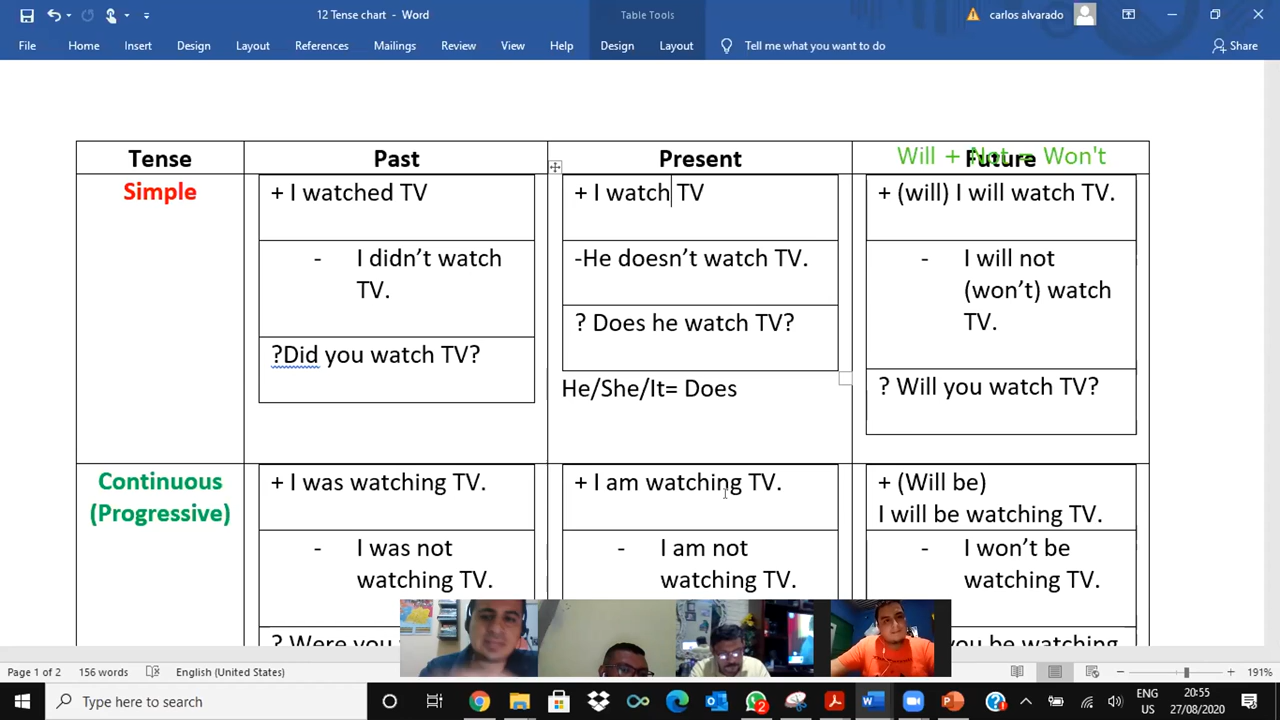 12 Tense chart - Word
Table Tools
carlos alvarado
File Home Insert Design Layout References Mailings Review View Help Design Layout Tell me what you want to do Share
Tense Past Present Future
Will + Not = Won't
Simple
+ I watched TV
- I didn't watch
TV.
?Did you watch TV?
+ I watch TV
-He doesn't watch TV.
? Does he watch TV?
He/She/It= Does
+ (will) I will watch TV.
- I will not
(won't) watch
TV.
? Will you watch TV?
Continuous
(Progressive)
+ I was watching TV.
- I was not
watching TV.
? Were you
+ I am watching TV.
- I am not
watching TV.
+ (Will be)
I will be watching TV.
- I won't be
watching TV.
you be watching
Page 1 of 2 156 words English (United States) 191%
Type here to search
2
ENG
US
20:55
27/08/2020